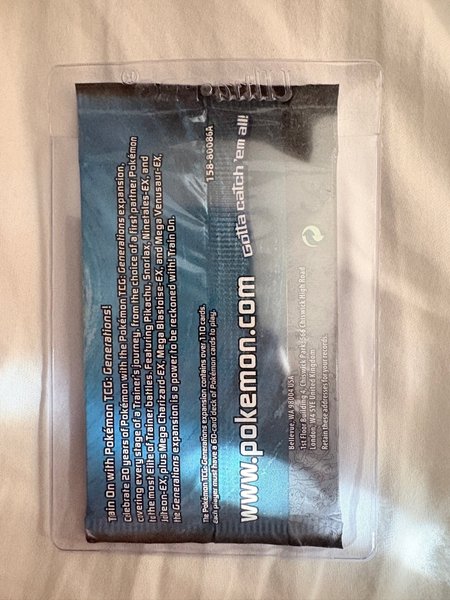 Train On with Pokémon TCG: Generations!
Celebrate 20 years of Pokémon with the Pokémon TCG: Generations expansion,
covering every stage of a Trainer's journey, from the choice of a first partner Pokémon
to the most Elite of Trainer battles. Featuring Pikachu, Snorlax, Ninetales-EX, and
Jolteon-EX, plus Mega Charizard-EX, Mega Blastoise-EX, and Mega Venusaur-EX,
the Generations expansion is a power to be reckoned with! Train On.
The Pokémon TCG: Generations expansion contains over 110 cards.
Each player must have a 60-card deck of Pokémon cards to play.
158-80086A
www.pokemon.com
Gotta catch 'em all!
Bellevue, WA 98004 USA
1st Floor Building 4, Chiswick Park, 566 Chiswick High Road
London, W4 5YE United Kingdom
Retain these addresses for your records.